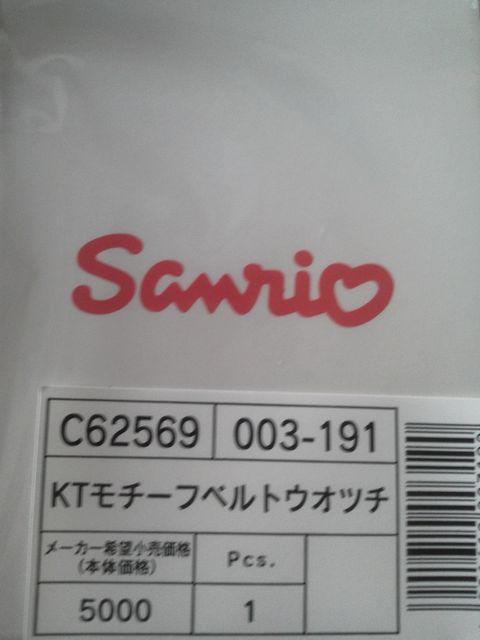 Sanrio
C62569 003-191
KTモチーフベルトウオツチ
メーカー希望小売価格 Pcs.
(本体価格)
5000 1